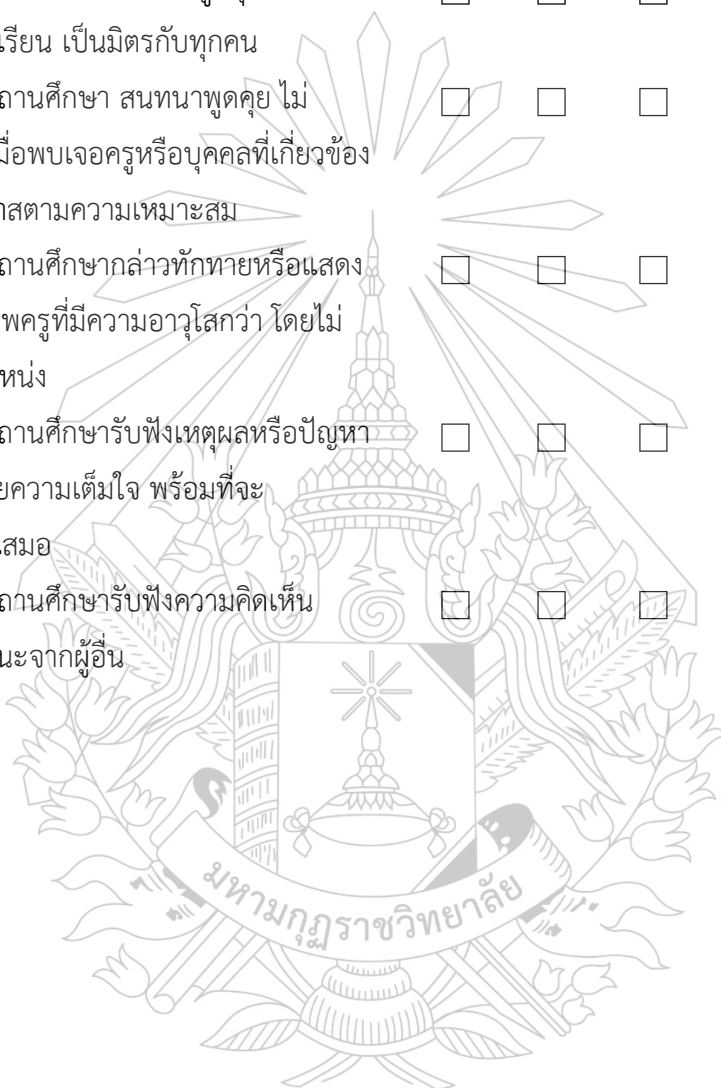 เรียน เป็นมิตรกับทุกคน
ถานศึกษา สนทนาพูดคุย ไม่
มื่อพบเจอครูหรือบุคคลที่เกี่ยวข้อง
าสตามความเหมาะสม
ถานศึกษากล่าวทักทายหรือแสดง
พครูที่มีความอาวุโสกว่า โดยไม่
หน่ง
ถานศึกษารับฟังเหตุผลหรือปัญหา
ยความเต็มใจ พร้อมที่จะ
เสมอ
ถานศึกษารับฟังความคิดเห็น
นะจากผู้อื่น
มหามกุฏราชวิทยาลัย